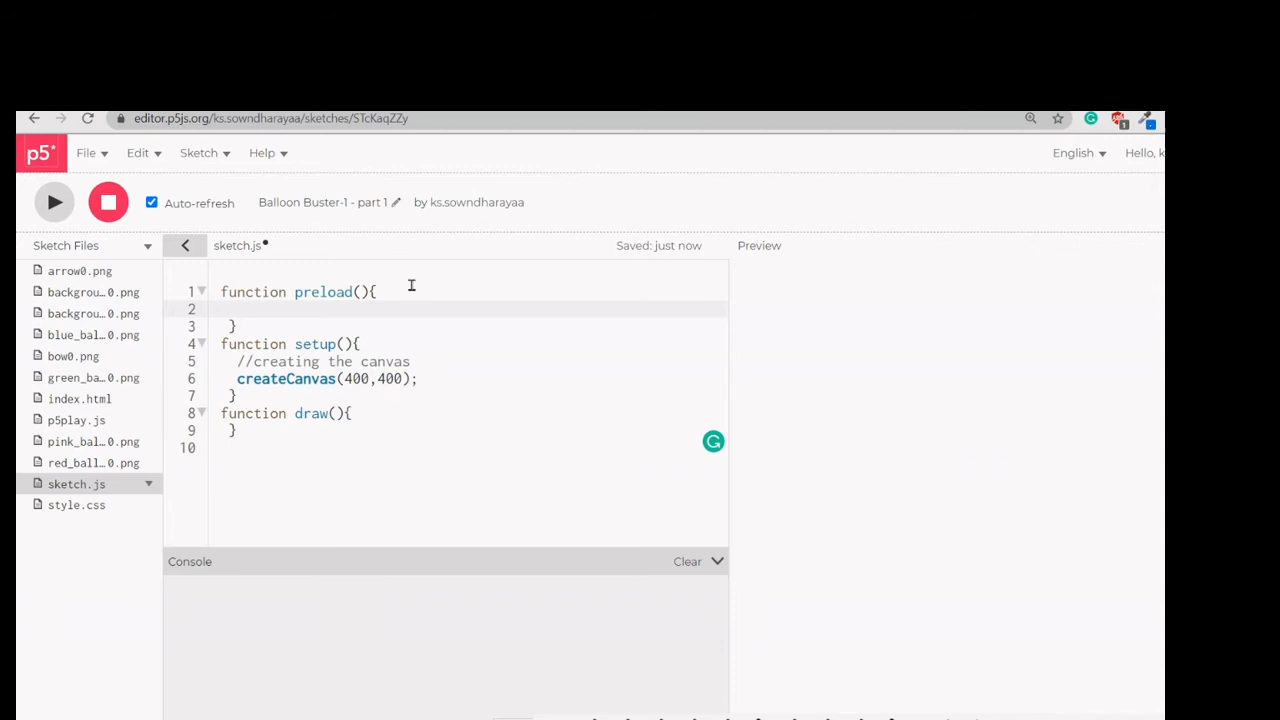 editor.p5js.org/ks.sowndharayaa/sketches/STcKaqZZy
1
p5* File Edit Sketch Help English Hello, k
Auto-refresh Balloon Buster-1 - part 1 by ks.sowndharayaa
Sketch Files sketch.js Saved: just now Preview
arrow0.png
backgrou…0.png
backgrou…0.png
blue_bal…0.png
bow0.png
green_ba…0.png
index.html
p5play.js
pink_bal…0.png
red_ball…0.png
sketch.js
style.css
1 function preload(){
2
3 }
4 function setup(){
5 //creating the canvas
6 createCanvas(400,400);
7 }
8 function draw(){
9 }
10
Console Clear